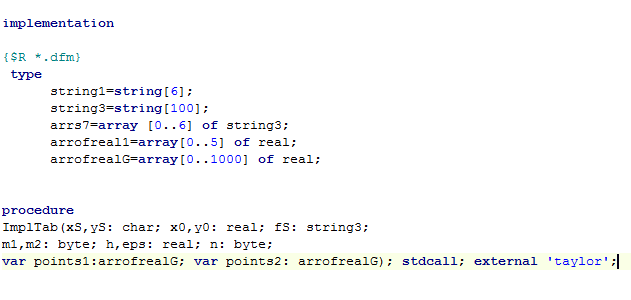 implementation
{$R *.dfm}
type
string1=string[6];
string3=string[100];
arrs7=array [0..6] of string3;
arrofreal1=array[0..5] of real;
arrofrealG=array[0..1000] of real;
procedure
ImplTab(xS,yS: char; x0,y0: real; fS: string3;
m1,m2: byte; h,eps: real; n: byte;
var points1:arrofrealG; var points2: arrofrealG); stdcall; external 'taylor';